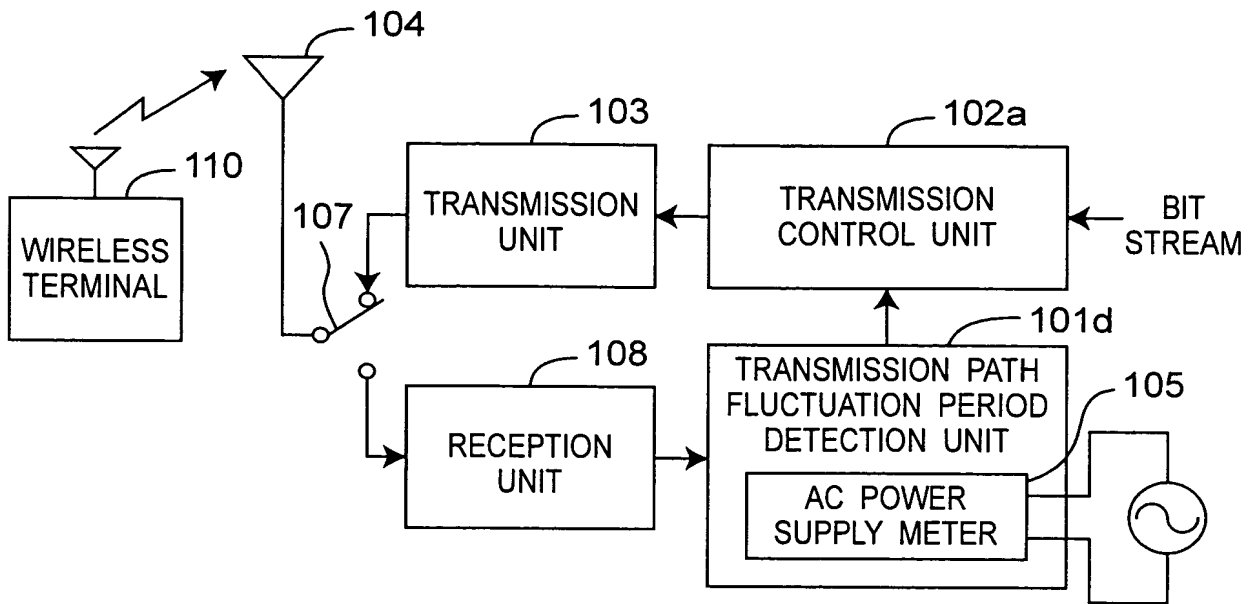 104
110
WIRELESS
TERMINAL
107
103
TRANSMISSION
UNIT
102a
TRANSMISSION
CONTROL UNIT
BIT
STREAM
108
RECEPTION
UNIT
101d
TRANSMISSION PATH
FLUCTUATION PERIOD
DETECTION UNIT
105
AC POWER
SUPPLY METER